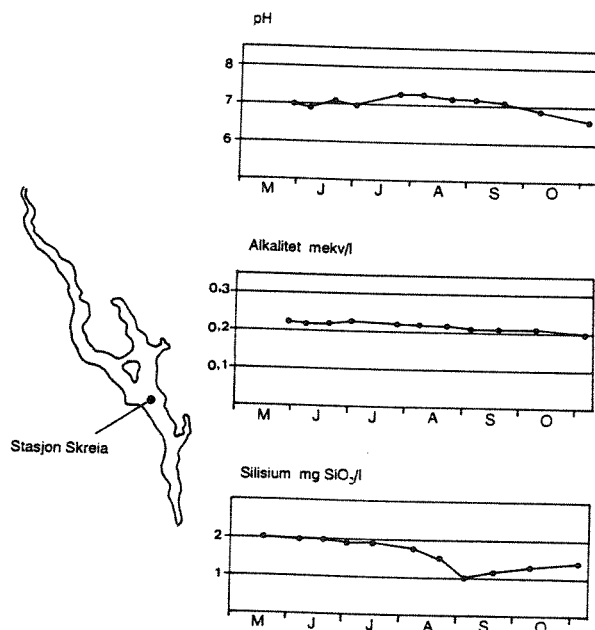 pH
8
7
6
M J J A S O
Alkalitet mekv/l
0.3
0.2
0.1
M J J A S O
Stasjon Skreia
Silisium mg SiO₂/l
2
1
M J J A S O